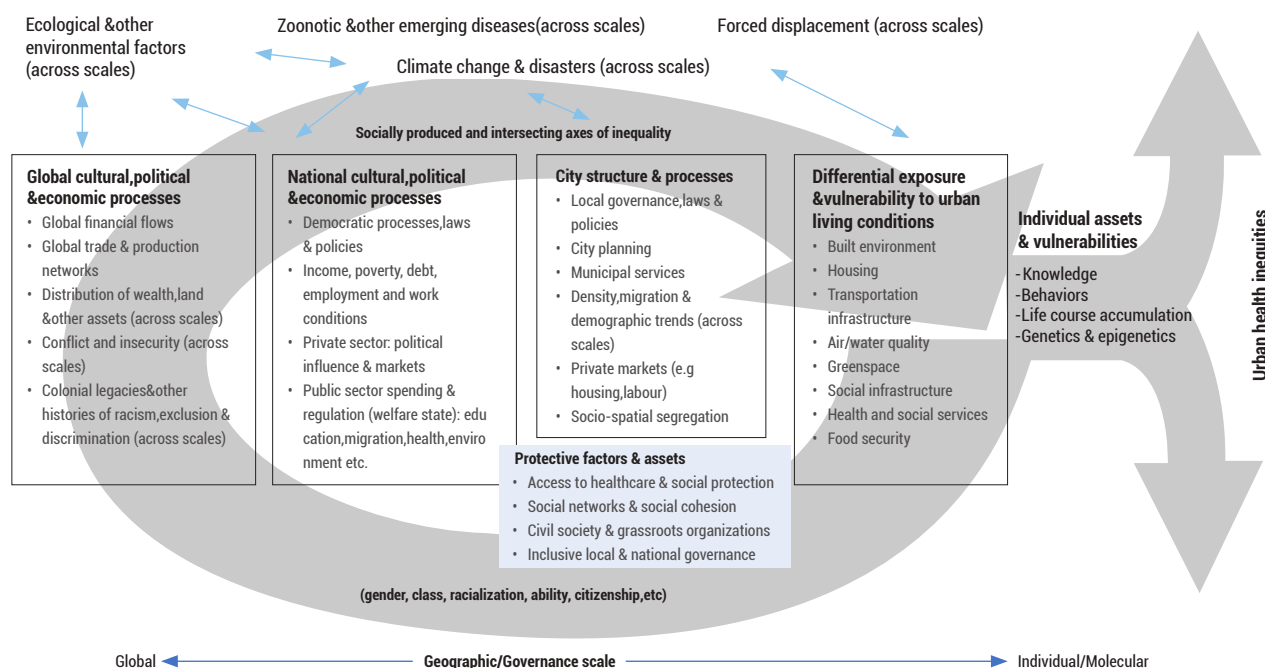 Ecological &other
environmental factors
(across scales)
Zoonotic &other emerging diseases(across scales)
Forced displacement (across scales)
Climate change & disasters (across scales)
Socially produced and intersecting axes of inequality
Global cultural,political
&economic processes
• Global financial flows
• Global trade & production
networks
• Distribution of wealth,land
&other assets (across scales)
• Conflict and insecurity (across
scales)
• Colonial legacies&other
histories of racism,exclusion &
discrimination (across scales)
National cultural,political
&economic processes
• Democratic processes,laws
& policies
• Income, poverty, debt,
employment and work
conditions
• Private sector: political
influence & markets
• Public sector spending &
regulation (welfare state): edu
cation,migration,health,enviro
nment etc.
City structure & processes
• Local governance,laws &
policies
• City planning
• Municipal services
• Density,migration &
demographic trends (across
scales)
• Private markets (e.g
housing,labour)
• Socio-spatial segregation
Protective factors & assets
• Access to healthcare & social protection
• Social networks & social cohesion
• Civil society & grassroots organizations
• Inclusive local & national governance
Differential exposure
&vulnerability to urban
living conditions
• Built environment
• Housing
• Transportation
infrastructure
• Air/water quality
• Greenspace
• Social infrastructure
• Health and social services
• Food security
Individual assets
& vulnerabilities
-Knowledge
-Behaviors
-Life course accumulation
-Genetics & epigenetics
Urban health inequities
(gender, class, racialization, ability, citizenship,etc)
Global
Geographic/Governance scale
Individual/Molecular